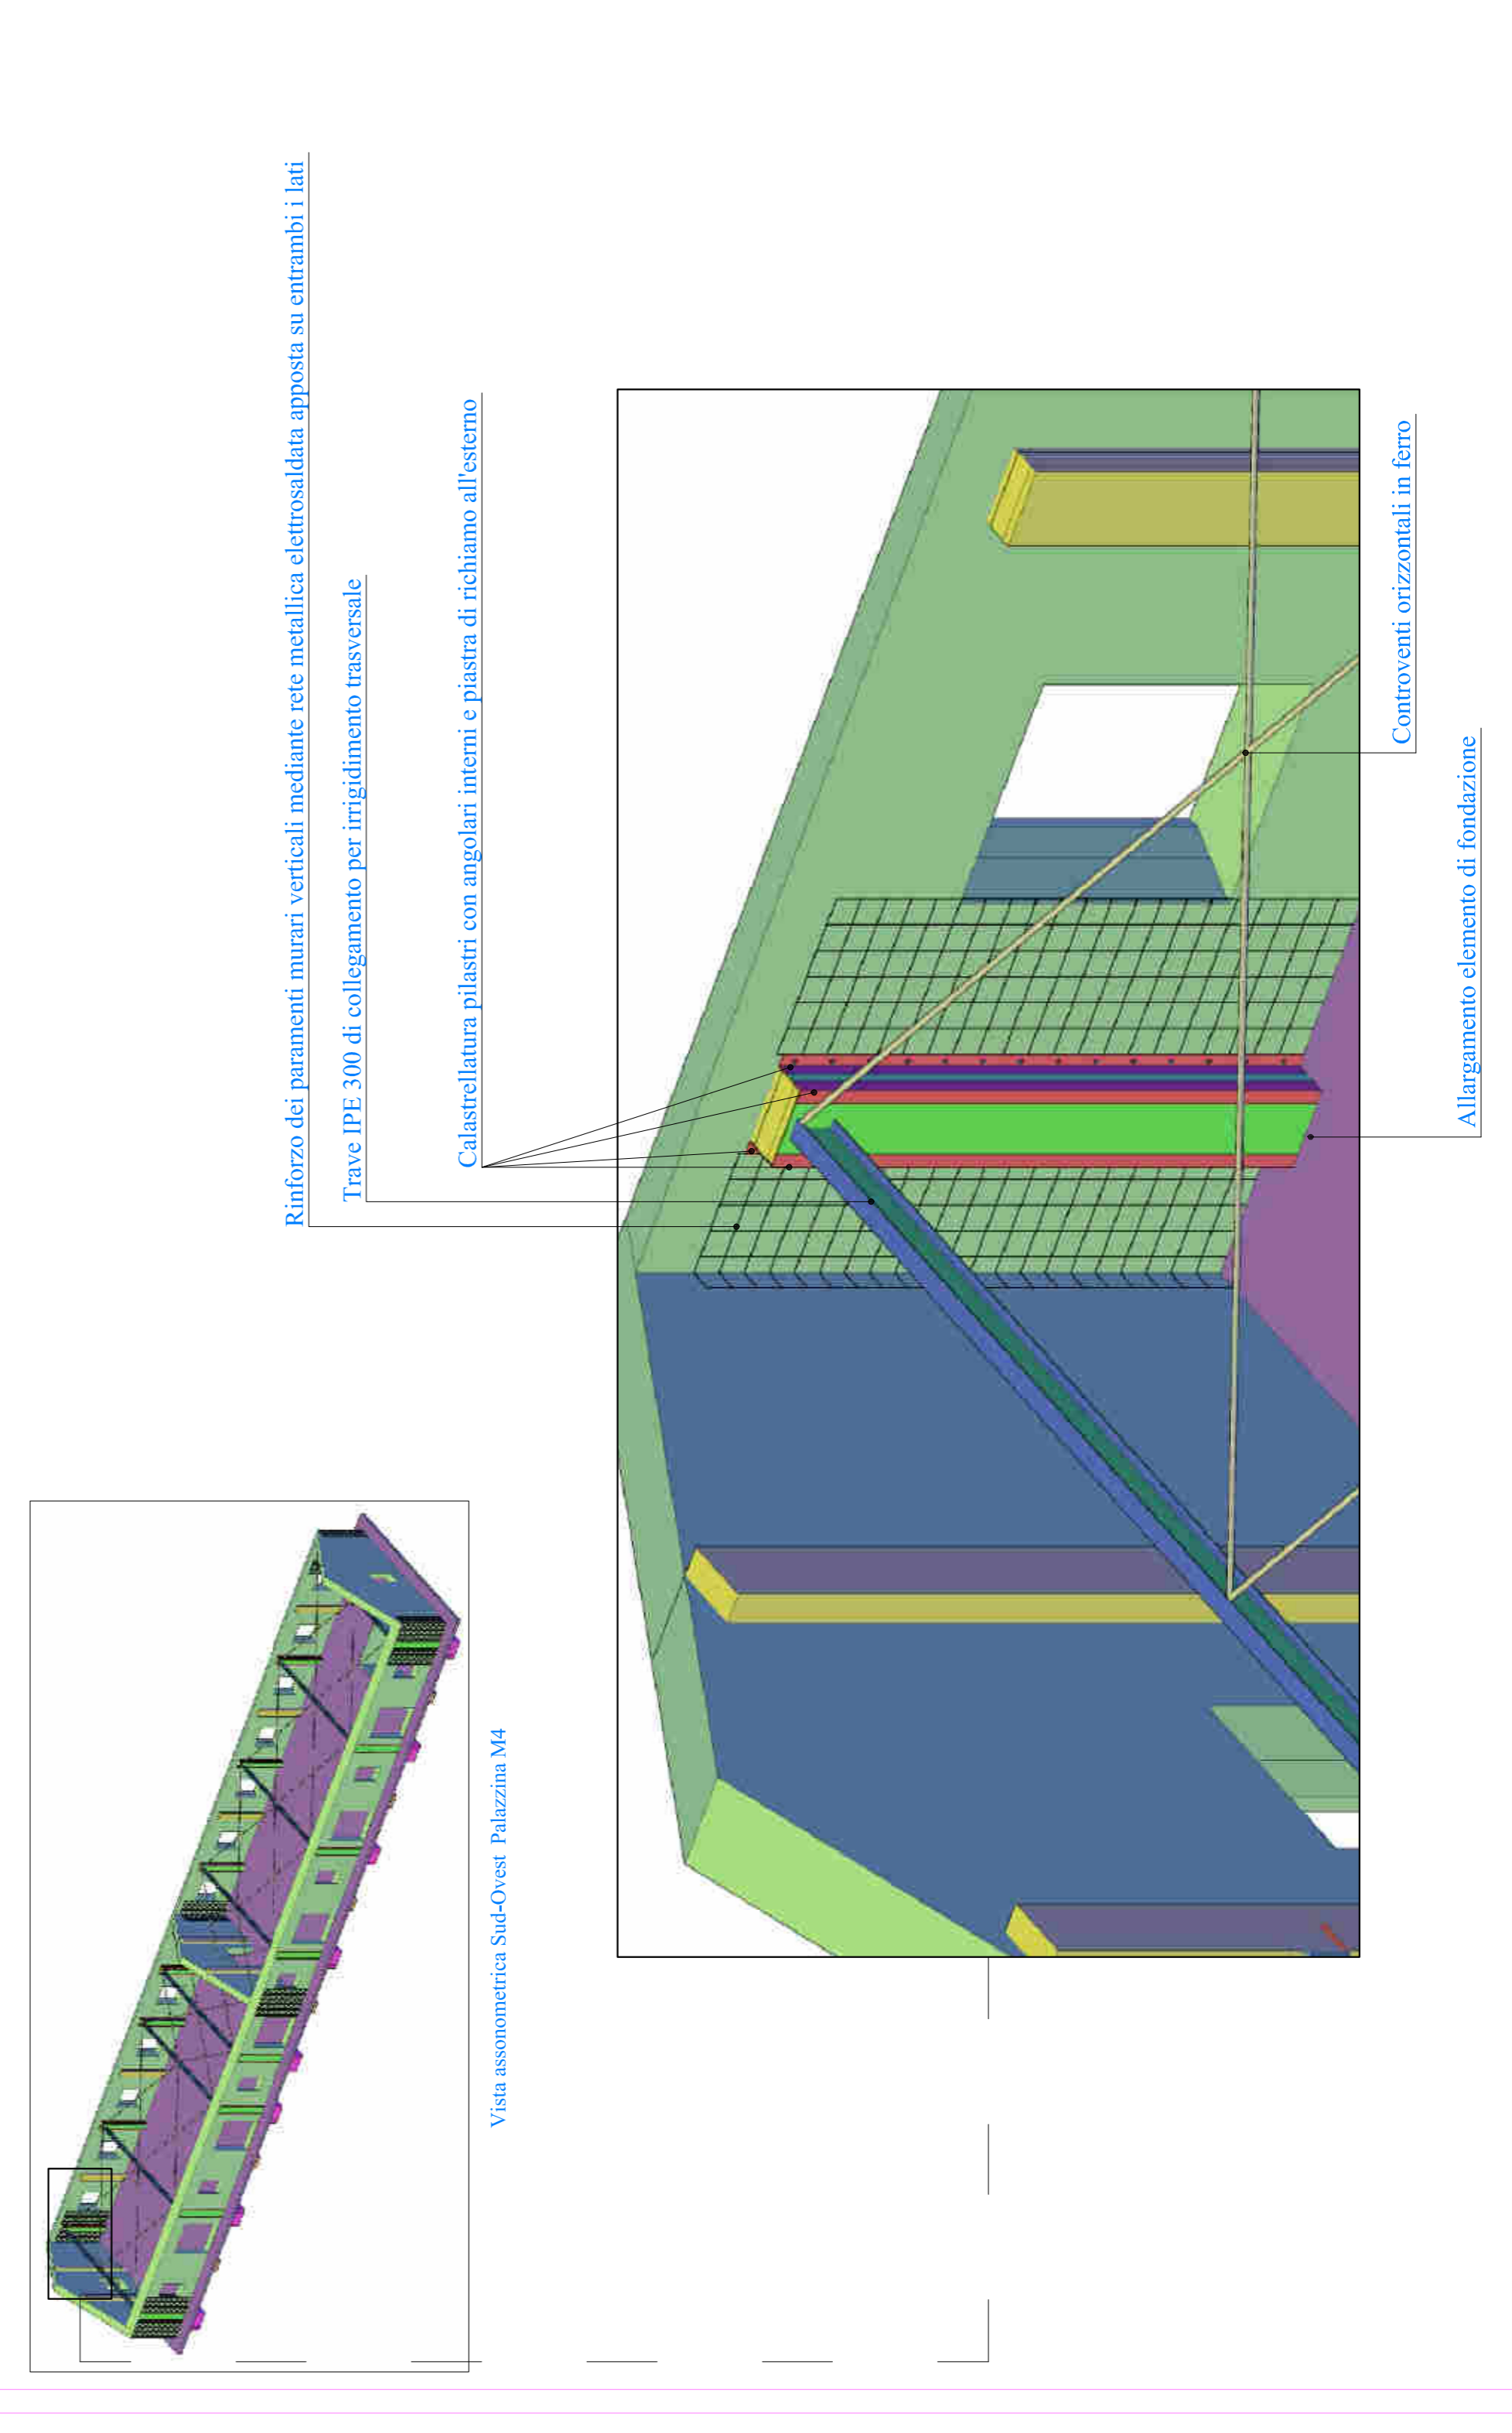 Rinforzo dei paramenti murari verticali mediante rete metallica elettrosaldata apposta su entrambi i lati
Trave IPE 300 di collegamento per irrigidimento trasversale
Calastrellatura pilastri con angolari interni e piastra di richiamo all'esterno
Vista assonometrica Sud-Ovest Palazzina M4
Controventi orizzontali in ferro
Allargamento elemento di fondazione